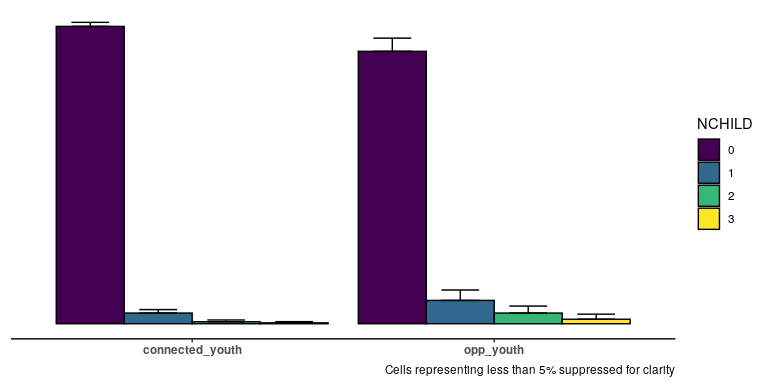 NCHILD
0
1
2
3
connected_youth
opp_youth
Cells representing less than 5% suppressed for clarity